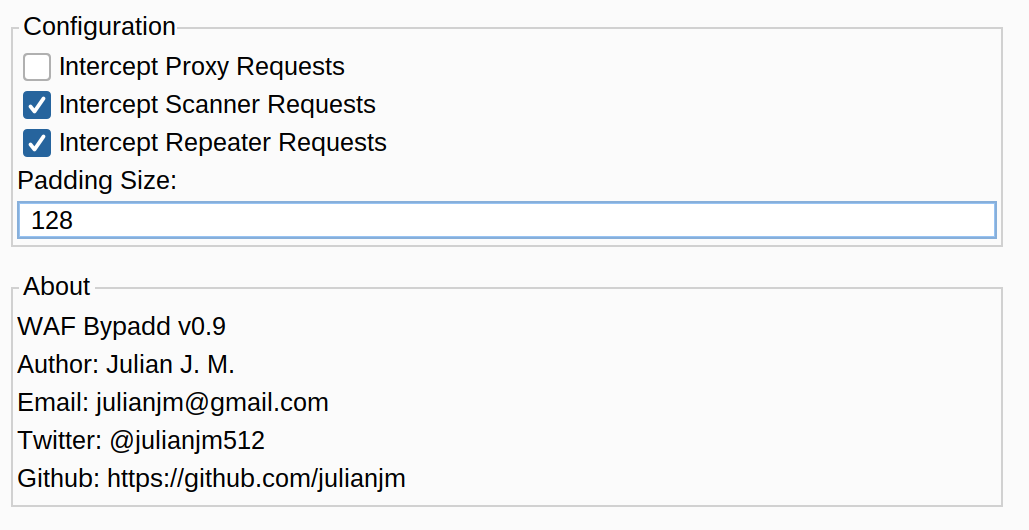 Configuration
Intercept Proxy Requests
Intercept Scanner Requests
Intercept Repeater Requests
Padding Size:
128
About
WAF Bypadd v0.9
Author: Julian J. M.
Email: julianjm@gmail.com
Twitter: @julianjm512
Github: https://github.com/julianjm